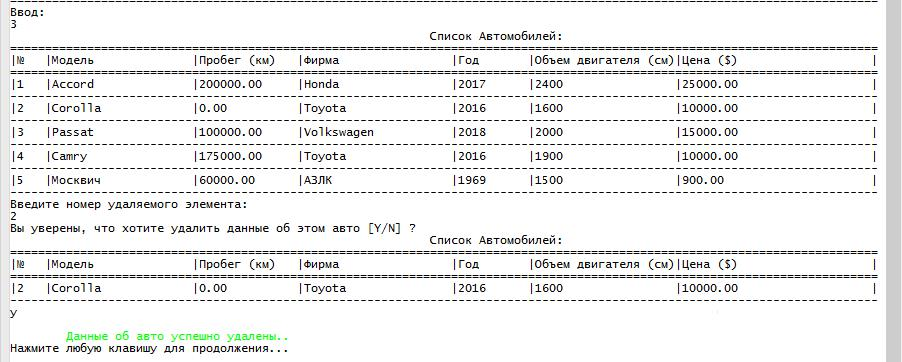 Ввод:
3
Список Автомобилей:
|№ |Модель |Пробег (км) |Фирма |Год |Объем двигателя (см)|Цена ($) |
|1 |Accord |200000.00 |Honda |2017 |2400 |25000.00 |
|2 |Corolla |0.00 |Toyota |2016 |1600 |10000.00 |
|3 |Passat |100000.00 |Volkswagen |2018 |2000 |15000.00 |
|4 |Camry |175000.00 |Toyota |2016 |1900 |10000.00 |
|5 |Москвич |60000.00 |АЗЛК |1969 |1500 |900.00 |
Введите номер удаляемого элемента:
2
Вы уверены, что хотите удалить данные об этом авто [Y/N] ?
Список Автомобилей:
|№ |Модель |Пробег (км) |Фирма |Год |Объем двигателя (см)|Цена ($) |
|2 |Corolla |0.00 |Toyota |2016 |1600 |10000.00 |
y
Данные об авто успешно удалены..
Нажмите любую клавишу для продолжения...